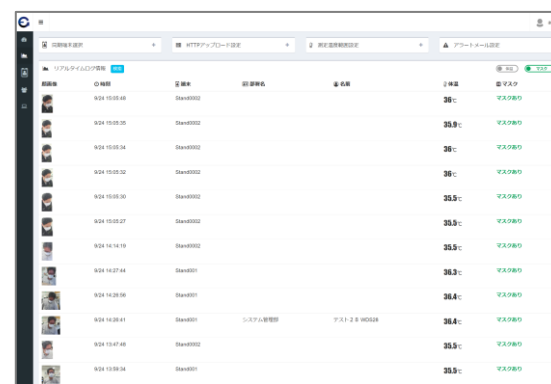 同期端末選択 +
HTTPアップロード設定 +
測定温度範囲設定 +
アラートメール設定
リアルタイムログ情報
マスク
顔画像 時間 端末 部署名 名前 体温 マスク
9/24 15:05:48 Stand0002 36℃ マスクあり
9/24 15:05:35 Stand0002 35.9℃ マスクあり
9/24 15:05:34 Stand0002 36℃ マスクあり
9/24 15:05:32 Stand0002 36℃ マスクあり
9/24 15:05:30 Stand0002 35.5℃ マスクあり
9/24 15:05:27 Stand0002 35.5℃ マスクあり
9/24 14:14:19 Stand0002 35.5℃ マスクあり
9/24 14:27:44 Stand001 36.3℃ マスクあり
9/24 14:26:56 Stand001 36.4℃ マスクあり
9/24 14:26:41 Stand001 システム管理部 36.4℃ マスクあり
9/24 13:47:48 Stand0002 35.5℃ マスクあり
9/24 13:59:34 Stand001 35.5℃ マスクあり